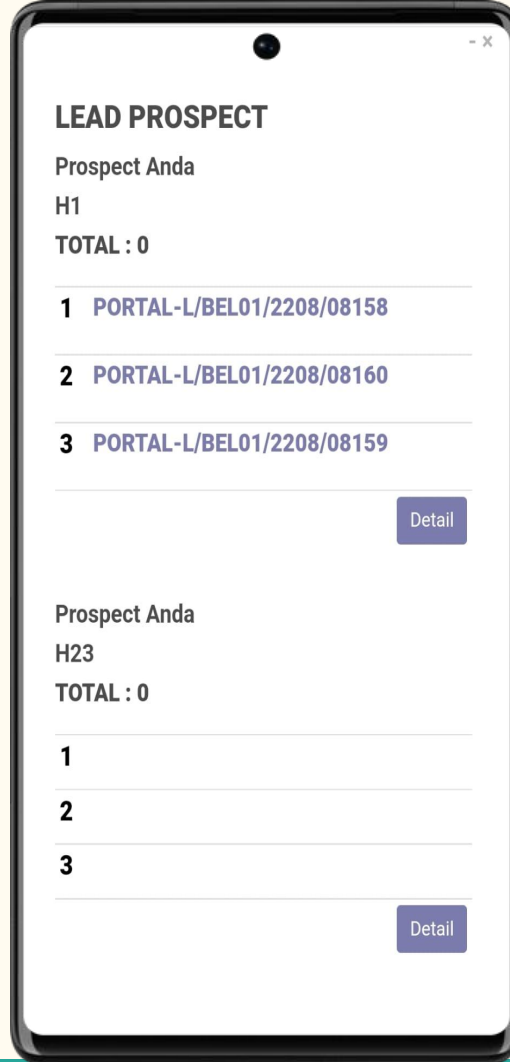 - x
LEAD PROSPECT
Prospect Anda
H1
TOTAL : 0
1 PORTAL-L/BEL01/2208/08158
2 PORTAL-L/BEL01/2208/08160
3 PORTAL-L/BEL01/2208/08159
Detail
Prospect Anda
H23
TOTAL : 0
1
2
3
Detail